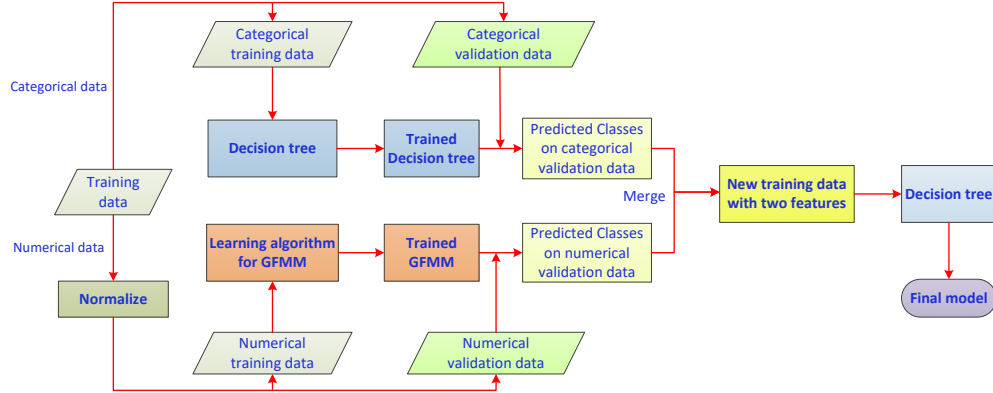 Categorical
training data
Categorical
validation data
Categorical data
Decision tree
Trained
Decision tree
Predicted Classes
on categorical
validation data
Training
data
Merge
New training data
with two features
Decision tree
Numerical data
Learning algorithm
for GFMM
Trained
GFMM
Predicted Classes
on numerical
validation data
Normalize
Final model
Numerical
training data
Numerical
validation data